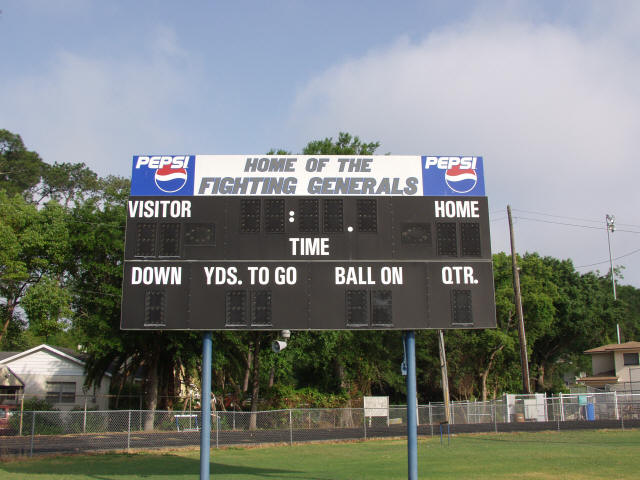 PEPSI HOME OF THE PEPSI
FIGHTING GENERALS
VISITOR : . HOME
TIME
DOWN YDS. TO GO BALL ON QTR.